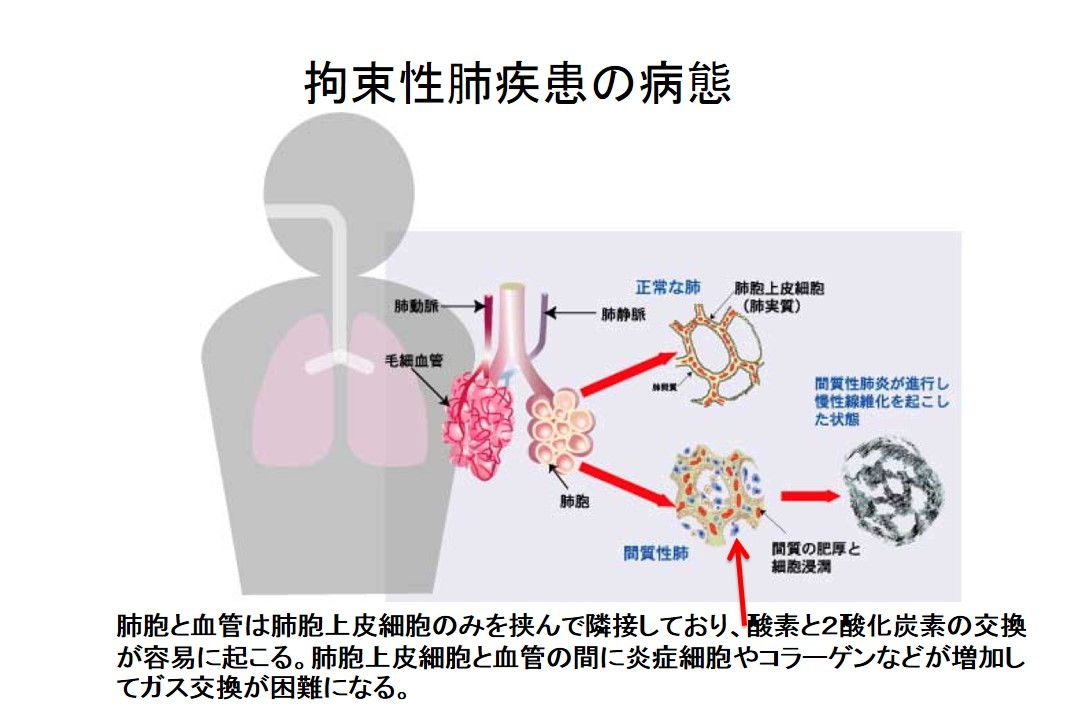 拘束性肺疾患の病態
正常な肺
肺胞上皮細胞
（肺実質）
肺動脈
肺静脈
毛細血管
間質性肺炎が進行し
慢性線維化を起こし
た状態
肺胞
間質性肺
間質の肥厚と
細胞浸潤
肺胞と血管は肺胞上皮細胞のみを挟んで隣接しており、酸素と２酸化炭素の交換
が容易に起こる。肺胞上皮細胞と血管の間に炎症細胞やコラーゲンなどが増加し
てガス交換が困難になる。